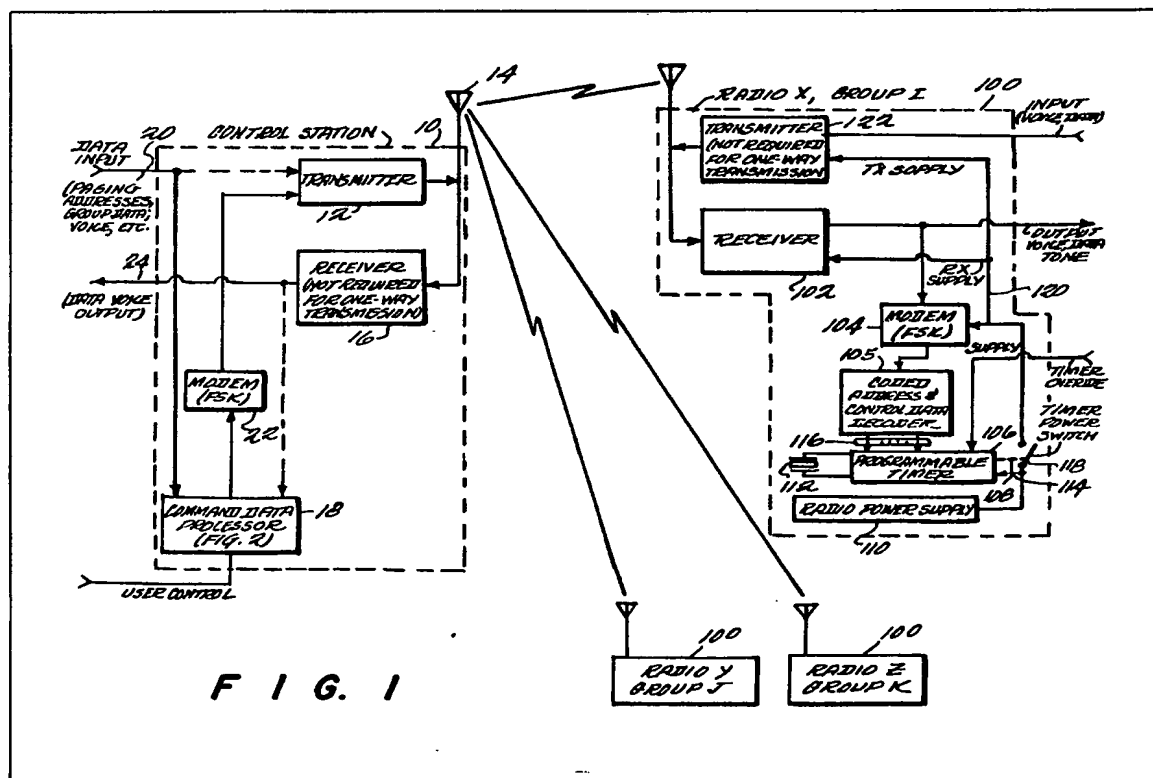 14
RADIO X, GROUP I
100
INPUT
(VOICE DATA)
20
CONTROL STATION
10
122
DATA
INPUT
TRANSMITTER
(NOT REQUIRED
FOR ONE-WAY
TRANSMISSION
(PAGING
ADDRESSES,
GROUP DATA,
VOICE, ETC.
TRANSMITTER
12
TX SUPPLY
24
(DATA VOICE
OUTPUT)
RECEIVER
(NOT REQUIRED
FOR ONE-WAY
TRANSMISSION)
16
RECEIVER
102
OUTPUT
VOICE, DATA
TONE
RX
SUPPLY
120
104
MODEM
(FSK)
SUPPLY
TIMER
OVERIDE
105
CODED
ADDRESS &
CONTROL DATA
DECODER
MODEM
(FSK)
22
TIMER
POWER
SWITCH
116
106
PROGRAMMABLE
TIMER
112
118
108
114
RADIO POWER SUPPLY
110
COMMAND DATA
PROCESSOR
(FIG. 2)
18
USER CONTROL
100
100
RADIO Y
GROUP J
RADIO Z
GROUP K
FIG. 1